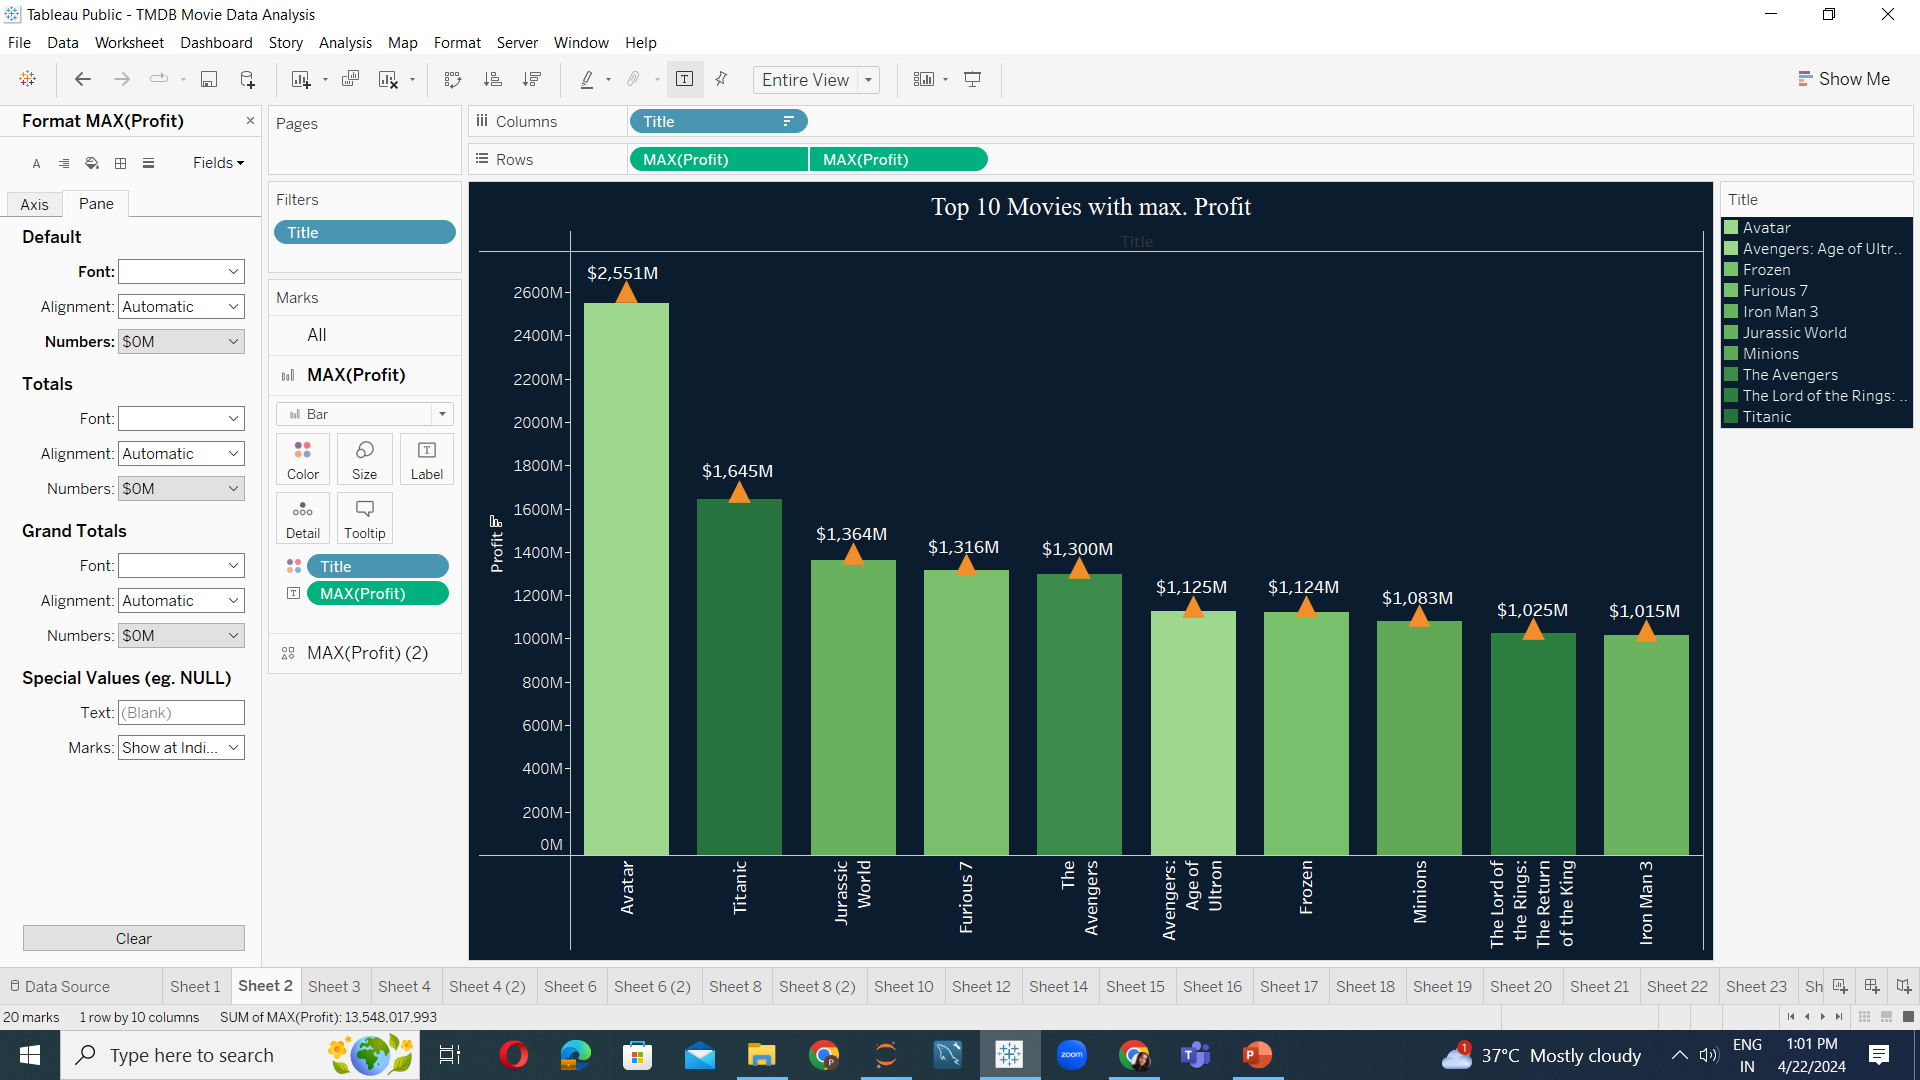 Tableau Public - TMDB Movie Data Analysis
File Data Worksheet Dashboard Story Analysis Map Format Server Window Help
Entire View
Show Me
Format MAX(Profit)
Fields
Axis Pane
Default
Font:
Alignment: Automatic
Numbers: $0M
Totals
Font:
Alignment: Automatic
Numbers: $0M
Grand Totals
Font:
Alignment: Automatic
Numbers: $0M
Special Values (eg. NULL)
Text: (Blank)
Marks: Show at Indi...
Clear
Pages
Filters
Title
Marks
All
MAX(Profit)
Bar
Color Size Label
Detail Tooltip
Title
MAX(Profit)
MAX(Profit) (2)
Columns Title
Rows MAX(Profit) MAX(Profit)
Top 10 Movies with max. Profit
Title
Profit
2600M
2400M
2200M
2000M
1800M
1600M
1400M
1200M
1000M
800M
600M
400M
200M
0M
$2,551M
$1,645M
$1,364M
$1,316M
$1,300M
$1,125M
$1,124M
$1,083M
$1,025M
$1,015M
Avatar
Titanic
Jurassic
World
Furious 7
The
Avengers
Avengers:
Age of
Ultron
Frozen
Minions
The Lord of
the Rings:
The Return
of the King
Iron Man 3
Title
Avatar
Avengers: Age of Ultr..
Frozen
Furious 7
Iron Man 3
Jurassic World
Minions
The Avengers
The Lord of the Rings: ..
Titanic
Data Source Sheet 1 Sheet 2 Sheet 3 Sheet 4 Sheet 4 (2) Sheet 6 Sheet 6 (2) Sheet 8 Sheet 8 (2) Sheet 10 Sheet 12 Sheet 14 Sheet 15 Sheet 16 Sheet 17 Sheet 18 Sheet 19 Sheet 20 Sheet 21 Sheet 22 Sheet 23 Sh
20 marks 1 row by 10 columns SUM of MAX(Profit): 13,548,017,993
Type here to search
zoom
1
37°C Mostly cloudy
ENG
IN
1:01 PM
4/22/2024